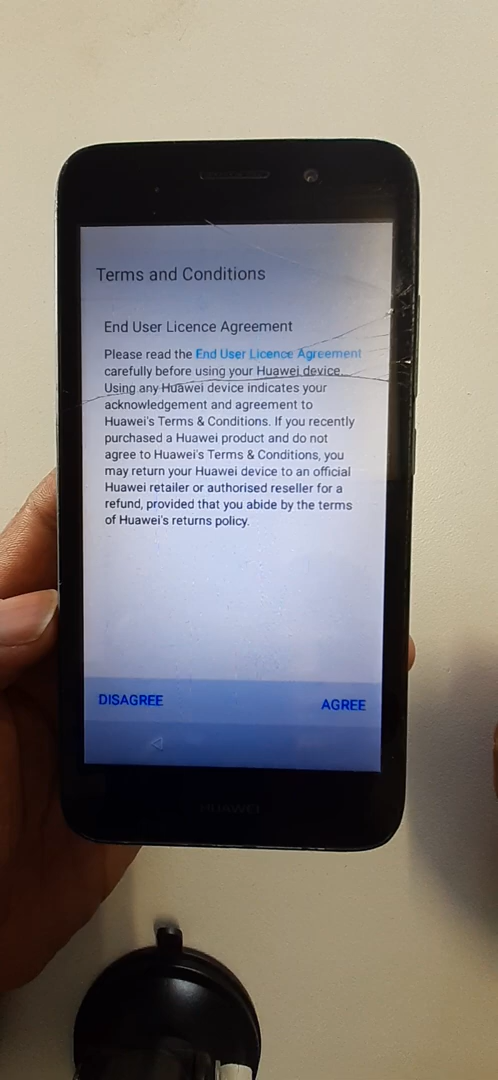 Terms and Conditions
End User Licence Agreement
Please read the End User Licence Agreement
carefully before using your Huawei device.
Using any Huawei device indicates your
acknowledgement and agreement to
Huawei's Terms & Conditions. If you recently
purchased a Huawei product and do not
agree to Huawei's Terms & Conditions, you
may return your Huawei device to an official
Huawei retailer or authorised reseller for a
refund, provided that you abide by the terms
of Huawei's returns policy.
DISAGREE AGREE
HUAWEI